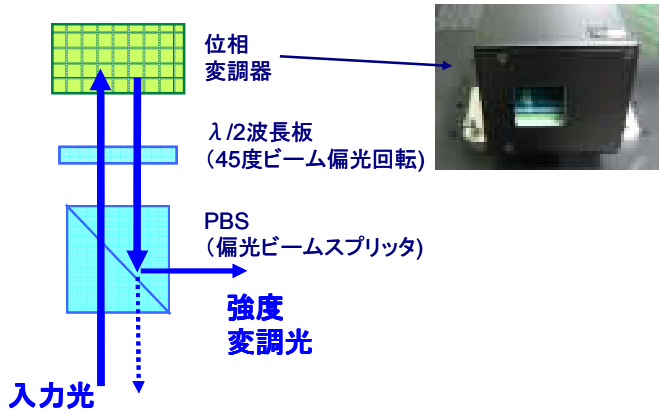 位相
変調器
λ/2波長板
（45度ビーム偏光回転)
PBS
（偏光ビームスプリッタ)
強度
変調光
入力光